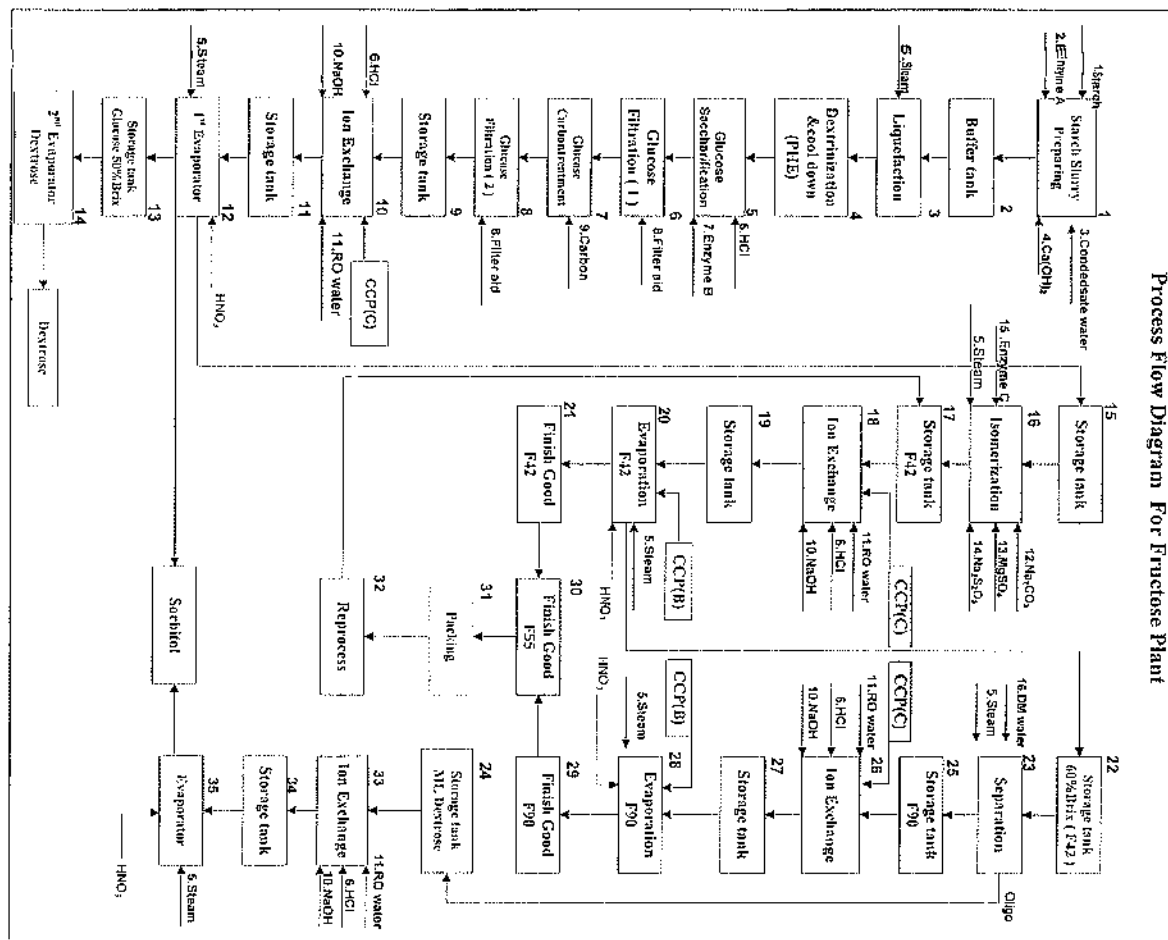 Process Flow Diagram For Fructose Plant
1.Starch
2.Enzyme A
Starch Slurry
Preparing
1
3.Condedsate water
4.Ca(OH)₂
Buffer tank
2
5.Steam
Liquefaction
3
Dextrinization
&cool down
(PHE)
4
Glucose
Saccharification
5
6.HCl
7.Enzyme B
Glucose
Filtration ( 1 )
6
8.Filter aid
Glucose
Carbontreatment
7
9.Carbon
Glucose
Filtration ( 2 )
8
8.Filter aid
Storage tank
9
6.HCl
10.NaOH
Ion Exchange
10
CCP(C)
11.RO water
Storage tank
11
5.Steam
1st Evaporator
12
HNO₃
Storage tank
Glucose 50%Brix
13
2nd Evaporator
Dextrose
14
Dextrose
15
Storage tank
15.Enzyme C
5.Steam
16
Isomerization
12.Na₂CO₃
13.MgSO₄
14.Na₂S₂O₅
17
Storage tank
F42
18
Ion Exchange
CCP(C)
11.RO water
6.HCl
10.NaOH
19
Storage tank
20
Evaporation
F42
CCP(B)
5.Steam
HNO₃
21
Finish Good
F42
30
Finish Good
F55
31
Packing
32
Reprocess
Sorbitol
22
Storage tank
60%Brix ( F42 )
16.DM water
5.Steam
23
Separation
Oligo
25
Storage tank
F90
CCP(C)
11.RO water
6.HCl
10.NaOH
26
Ion Exchange
27
Storage tank
CCP(B)
5.Steam
HNO₃
28
Evaporation
F90
29
Finish Good
F90
24
Storage tank
ML Dextrose
33
Ion Exchange
11.RO water
6.HCl
10.NaOH
34
Storage tank
35
Evaporator
5.Steam
HNO₃